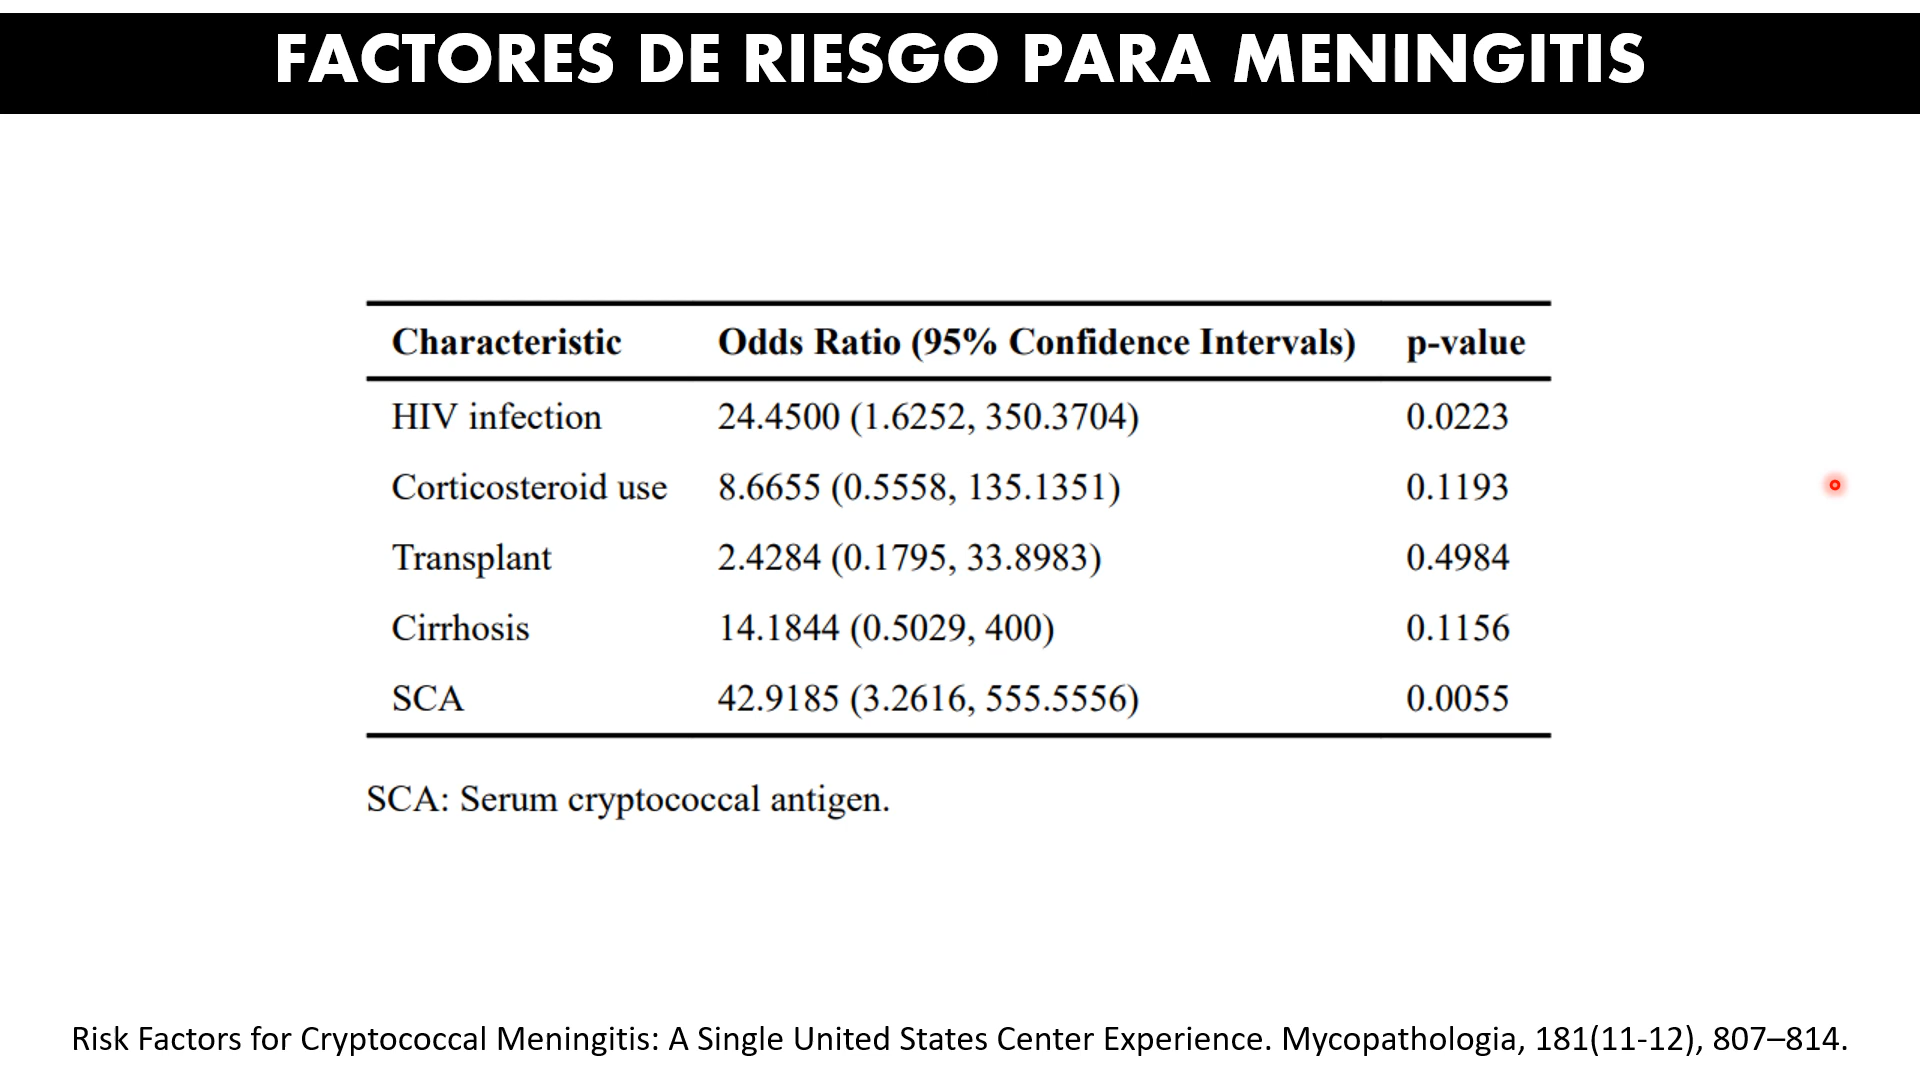 FACTORES DE RIESGO PARA MENINGITIS
Characteristic Odds Ratio (95% Confidence Intervals) p-value
HIV infection 24.4500 (1.6252, 350.3704) 0.0223
Corticosteroid use 8.6655 (0.5558, 135.1351) 0.1193
Transplant 2.4284 (0.1795, 33.8983) 0.4984
Cirrhosis 14.1844 (0.5029, 400) 0.1156
SCA 42.9185 (3.2616, 555.5556) 0.0055
SCA: Serum cryptococcal antigen.
Risk Factors for Cryptococcal Meningitis: A Single United States Center Experience. Mycopathologia, 181(11-12), 807–814.